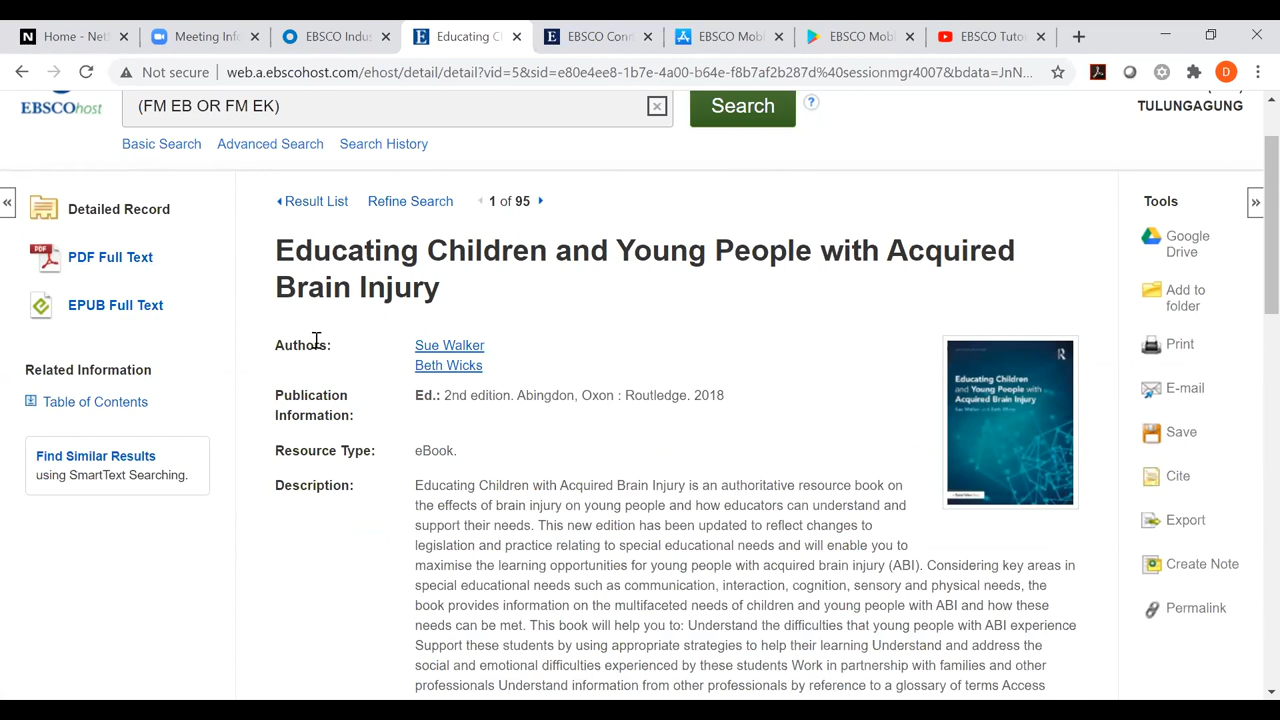 Home - Net
Meeting Inf
EBSCO Indu
Educating C
EBSCO Con
EBSCO Mobi
EBSCO Mobi
EBSCO Tuto
Not secure
web.a.ebscohost.com/ehost/detail/detail?vid=5&sid=e80e4ee8-1b7e-4a00-b64e-f8b7af2b287d%40sessionmgr4007&bdata=JnN...
D
EBSCOhost
(FM EB OR FM EK)
Search
TULUNGAGUNG
Basic Search
Advanced Search
Search History
Detailed Record
PDF Full Text
EPUB Full Text
Related Information
Table of Contents
Find Similar Results
using SmartText Searching.
Result List
Refine Search
1 of 95
Educating Children and Young People with Acquired
Brain Injury
Authors:
Sue Walker
Beth Wicks
Publication
Information:
Ed.: 2nd edition. Abingdon, Oxon : Routledge. 2018
Resource Type:
eBook.
Description:
Educating Children with Acquired Brain Injury is an authoritative resource book on
the effects of brain injury on young people and how educators can understand and
support their needs. This new edition has been updated to reflect changes to
legislation and practice relating to special educational needs and will enable you to
maximise the learning opportunities for young people with acquired brain injury (ABI). Considering key areas in
special educational needs such as communication, interaction, cognition, sensory and physical needs, the
book provides information on the multifaceted needs of children and young people with ABI and how these
needs can be met. This book will help you to: Understand the difficulties that young people with ABI experience
Support these students by using appropriate strategies to help their learning Understand and address the
social and emotional difficulties experienced by these students Work in partnership with families and other
professionals Understand information from other professionals by reference to a glossary of terms Access
Educating Children
and Young People with
Acquired Brain Injury
Sue Walker and Beth Wicks
Tools
Google
Drive
Add to
folder
Print
E-mail
Save
Cite
Export
Create Note
Permalink